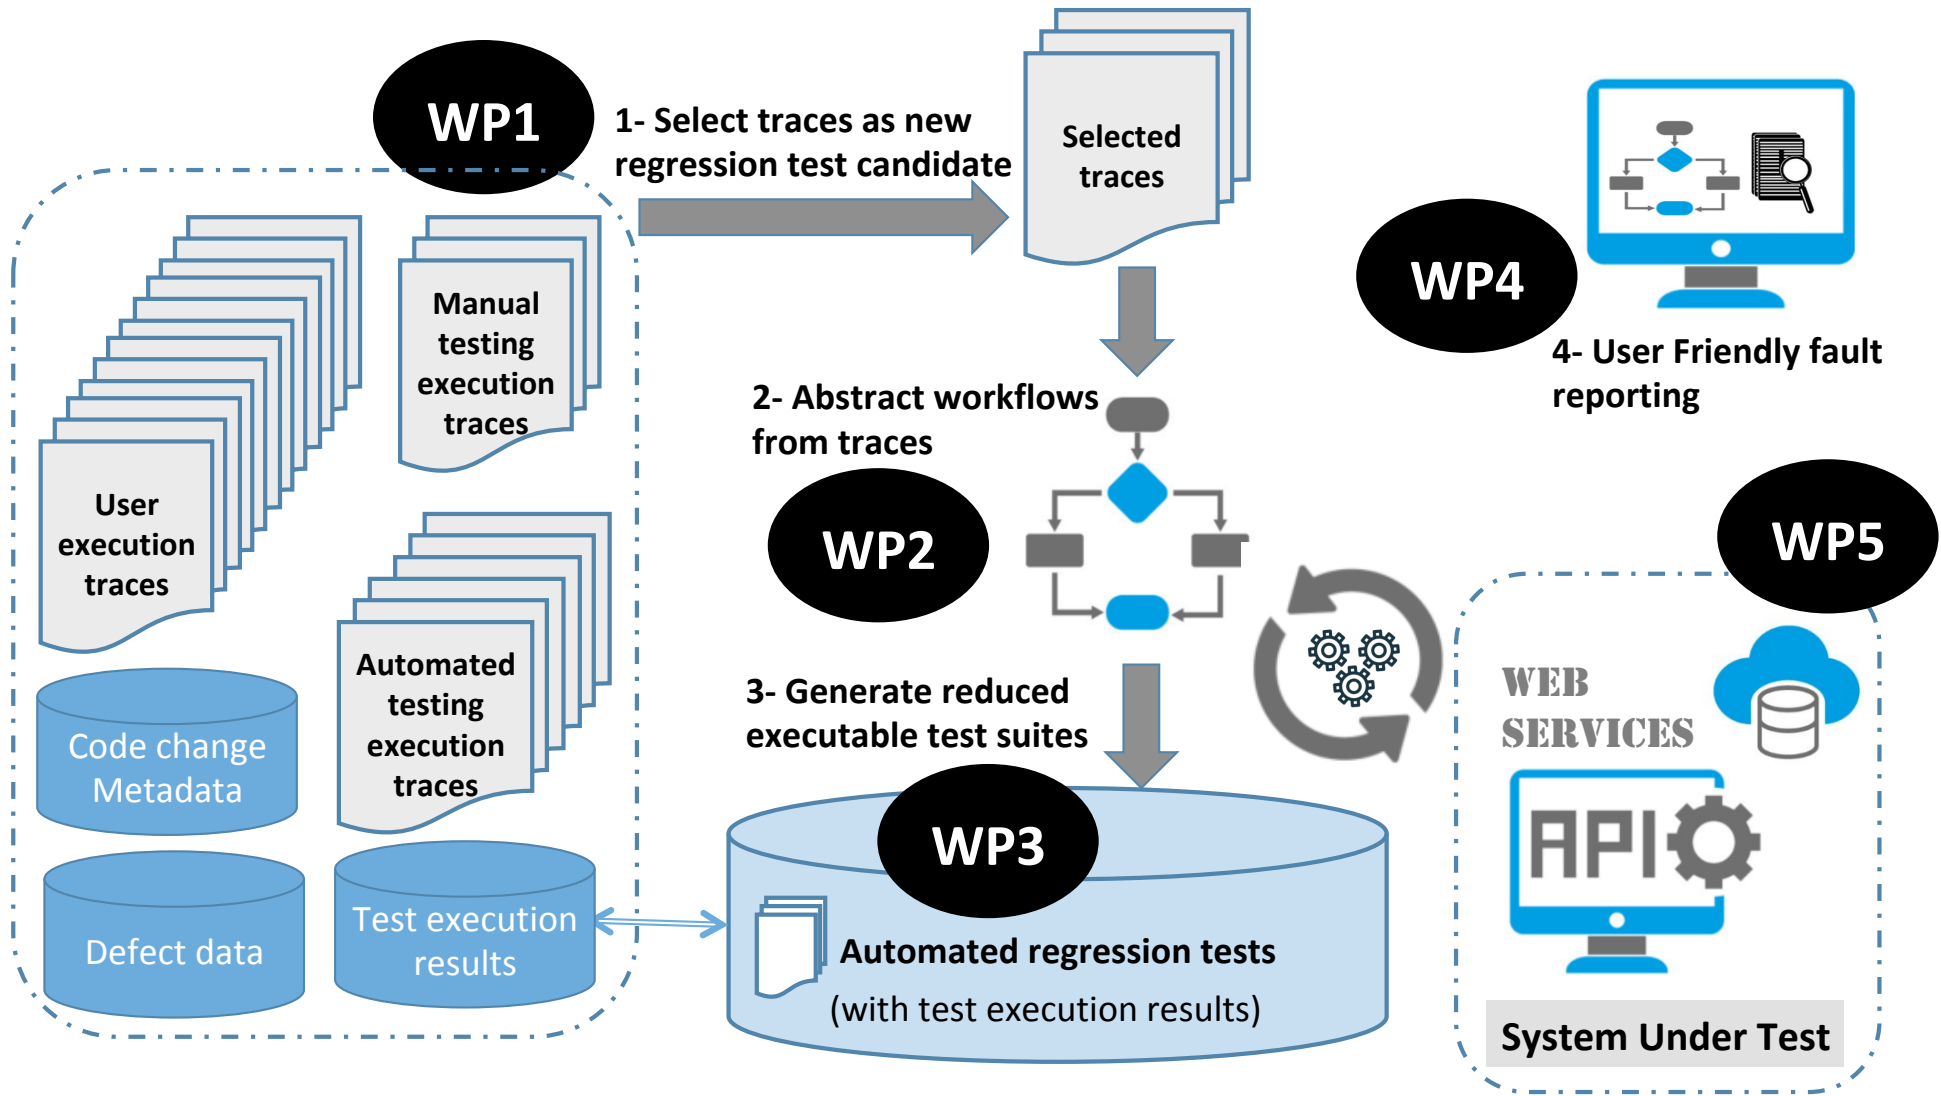 WP1
1- Select traces as new
regression test candidate
Selected
traces
WP4
4- User Friendly fault
reporting
Manual
testing
execution
traces
User
execution
traces
Automated
testing
execution
traces
Code change
Metadata
Defect data
Test execution
results
2- Abstract workflows
from traces
WP2
3- Generate reduced
executable test suites
WP3
Automated regression tests
(with test execution results)
WP5
WEB
SERVICES
API
System Under Test